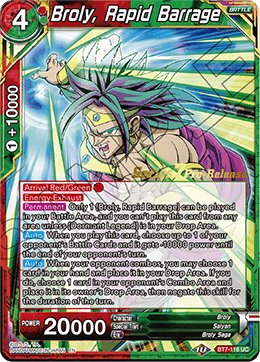 4
Broly, Rapid Barrage
BATTLE
1 +10000
Pre-Release
Arrival Red/Green
Energy-Exhaust
Permanent Only 1 {Broly, Rapid Barrage} can be played
in your Battle Area, and you can't play this card from any
area unless {Dormant Legend} is in your Drop Area.
Auto When you play this card, choose up to 1 of your
opponent's Battle Cards and it gets -10000 power until
the end of your opponent's turn.
Auto When your opponent combos, you may choose 1
card in your hand and place it in your Drop Area. If you
do, choose 1 card in your opponent's Combo Area and
place it in its owner's Drop Area, then negate this skill for
the duration of the turn.
POWER 20000
Character Broly
Special Trait Saiyan
Era Broly Saga
BT7-116 UC